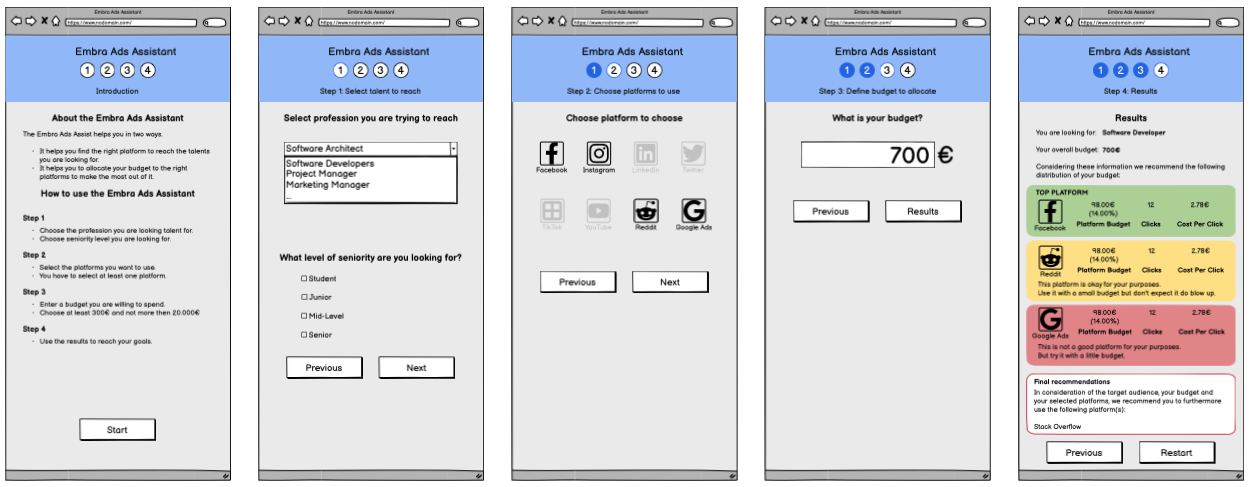 Embra Ads Assistant
https://www.nodomain.com/
Embra Ads Assistant
1 2 3 4
Introduction
About the Embra Ads Assistant
The Embra Ads Assist helps you in two ways.
- It helps you find the right platform to reach the talents
you are looking for.
- It helps you to allocate your budget to the right
platforms to make the most out of it.
How to use the Embra Ads Assistant
Step 1
- Choose the profession you are looking talent for.
- Choose seniority level you are looking for.
Step 2
- Select the platforms you want to use.
- You have to select at least one platform.
Step 3
- Enter a budget you are willing to spend.
- Choose at least 300€ and not more then 20.000€
Step 4
- Use the results to reach your goals.
Start
Embra Ads Assistant
https://www.nodomain.com/
Embra Ads Assistant
1 2 3 4
Step 1: Select talent to reach
Select profession you are trying to reach
Software Architect
Software Developers
Project Manager
Marketing Manager
...
What level of seniority are you looking for?
Student
Junior
Mid-Level
Senior
Previous Next
Embra Ads Assistant
https://www.nodomain.com/
Embra Ads Assistant
1 2 3 4
Step 2: Choose platforms to use
Choose platform to choose
Facebook Instagram LinkedIn Twitter
TikTok YouTube Reddit Google Ads
Previous Next
Embra Ads Assistant
https://www.nodomain.com/
Embra Ads Assistant
1 2 3 4
Step 3: Define budget to allocate
What is your budget?
700 €
Previous Results
Embra Ads Assistant
https://www.nodomain.com/
Embra Ads Assistant
1 2 3 4
Step 4: Results
Results
You are looking for: Software Developer
Your overall budget: 700€
Considering these information we recommend the following
distribution of your budget:
TOP PLATFORM
98.00€ 12 2.78€
(14.00%)
Facebook Platform Budget Clicks Cost Per Click
98.00€ 12 2.78€
(14.00%)
Reddit Platform Budget Clicks Cost Per Click
This platform is okay for your purposes.
Use it with a small budget but don't expect it do blow up.
98.00€ 12 2.78€
(14.00%)
Google Ads Platform Budget Clicks Cost Per Click
This is not a good platform for your purposes.
But try it with a little budget.
Final recommendations
In consideration of the target audience, your budget and
your selected platforms, we recommend you to furthermore
use the following platform(s):
Stack Overflow
Previous Restart